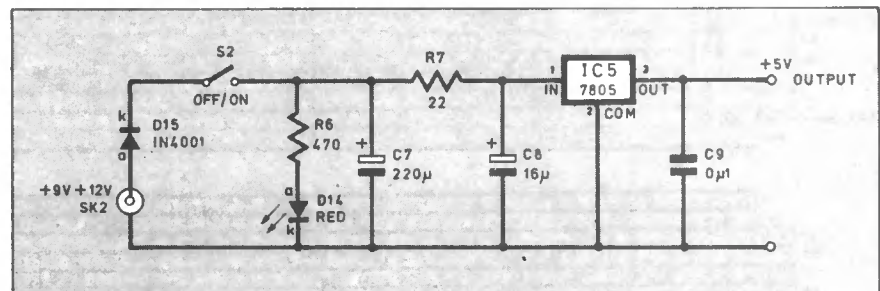 S2
OFF/ON
k
D15
IN4001
a
+9V +12V
SK2
R6
470
a
D14
RED
k
+
C7
220µ
R7
22
+
C8
16µ
1
IN
IC5
7805
3
OUT
2
COM
C9
0µ1
+5V
OUTPUT